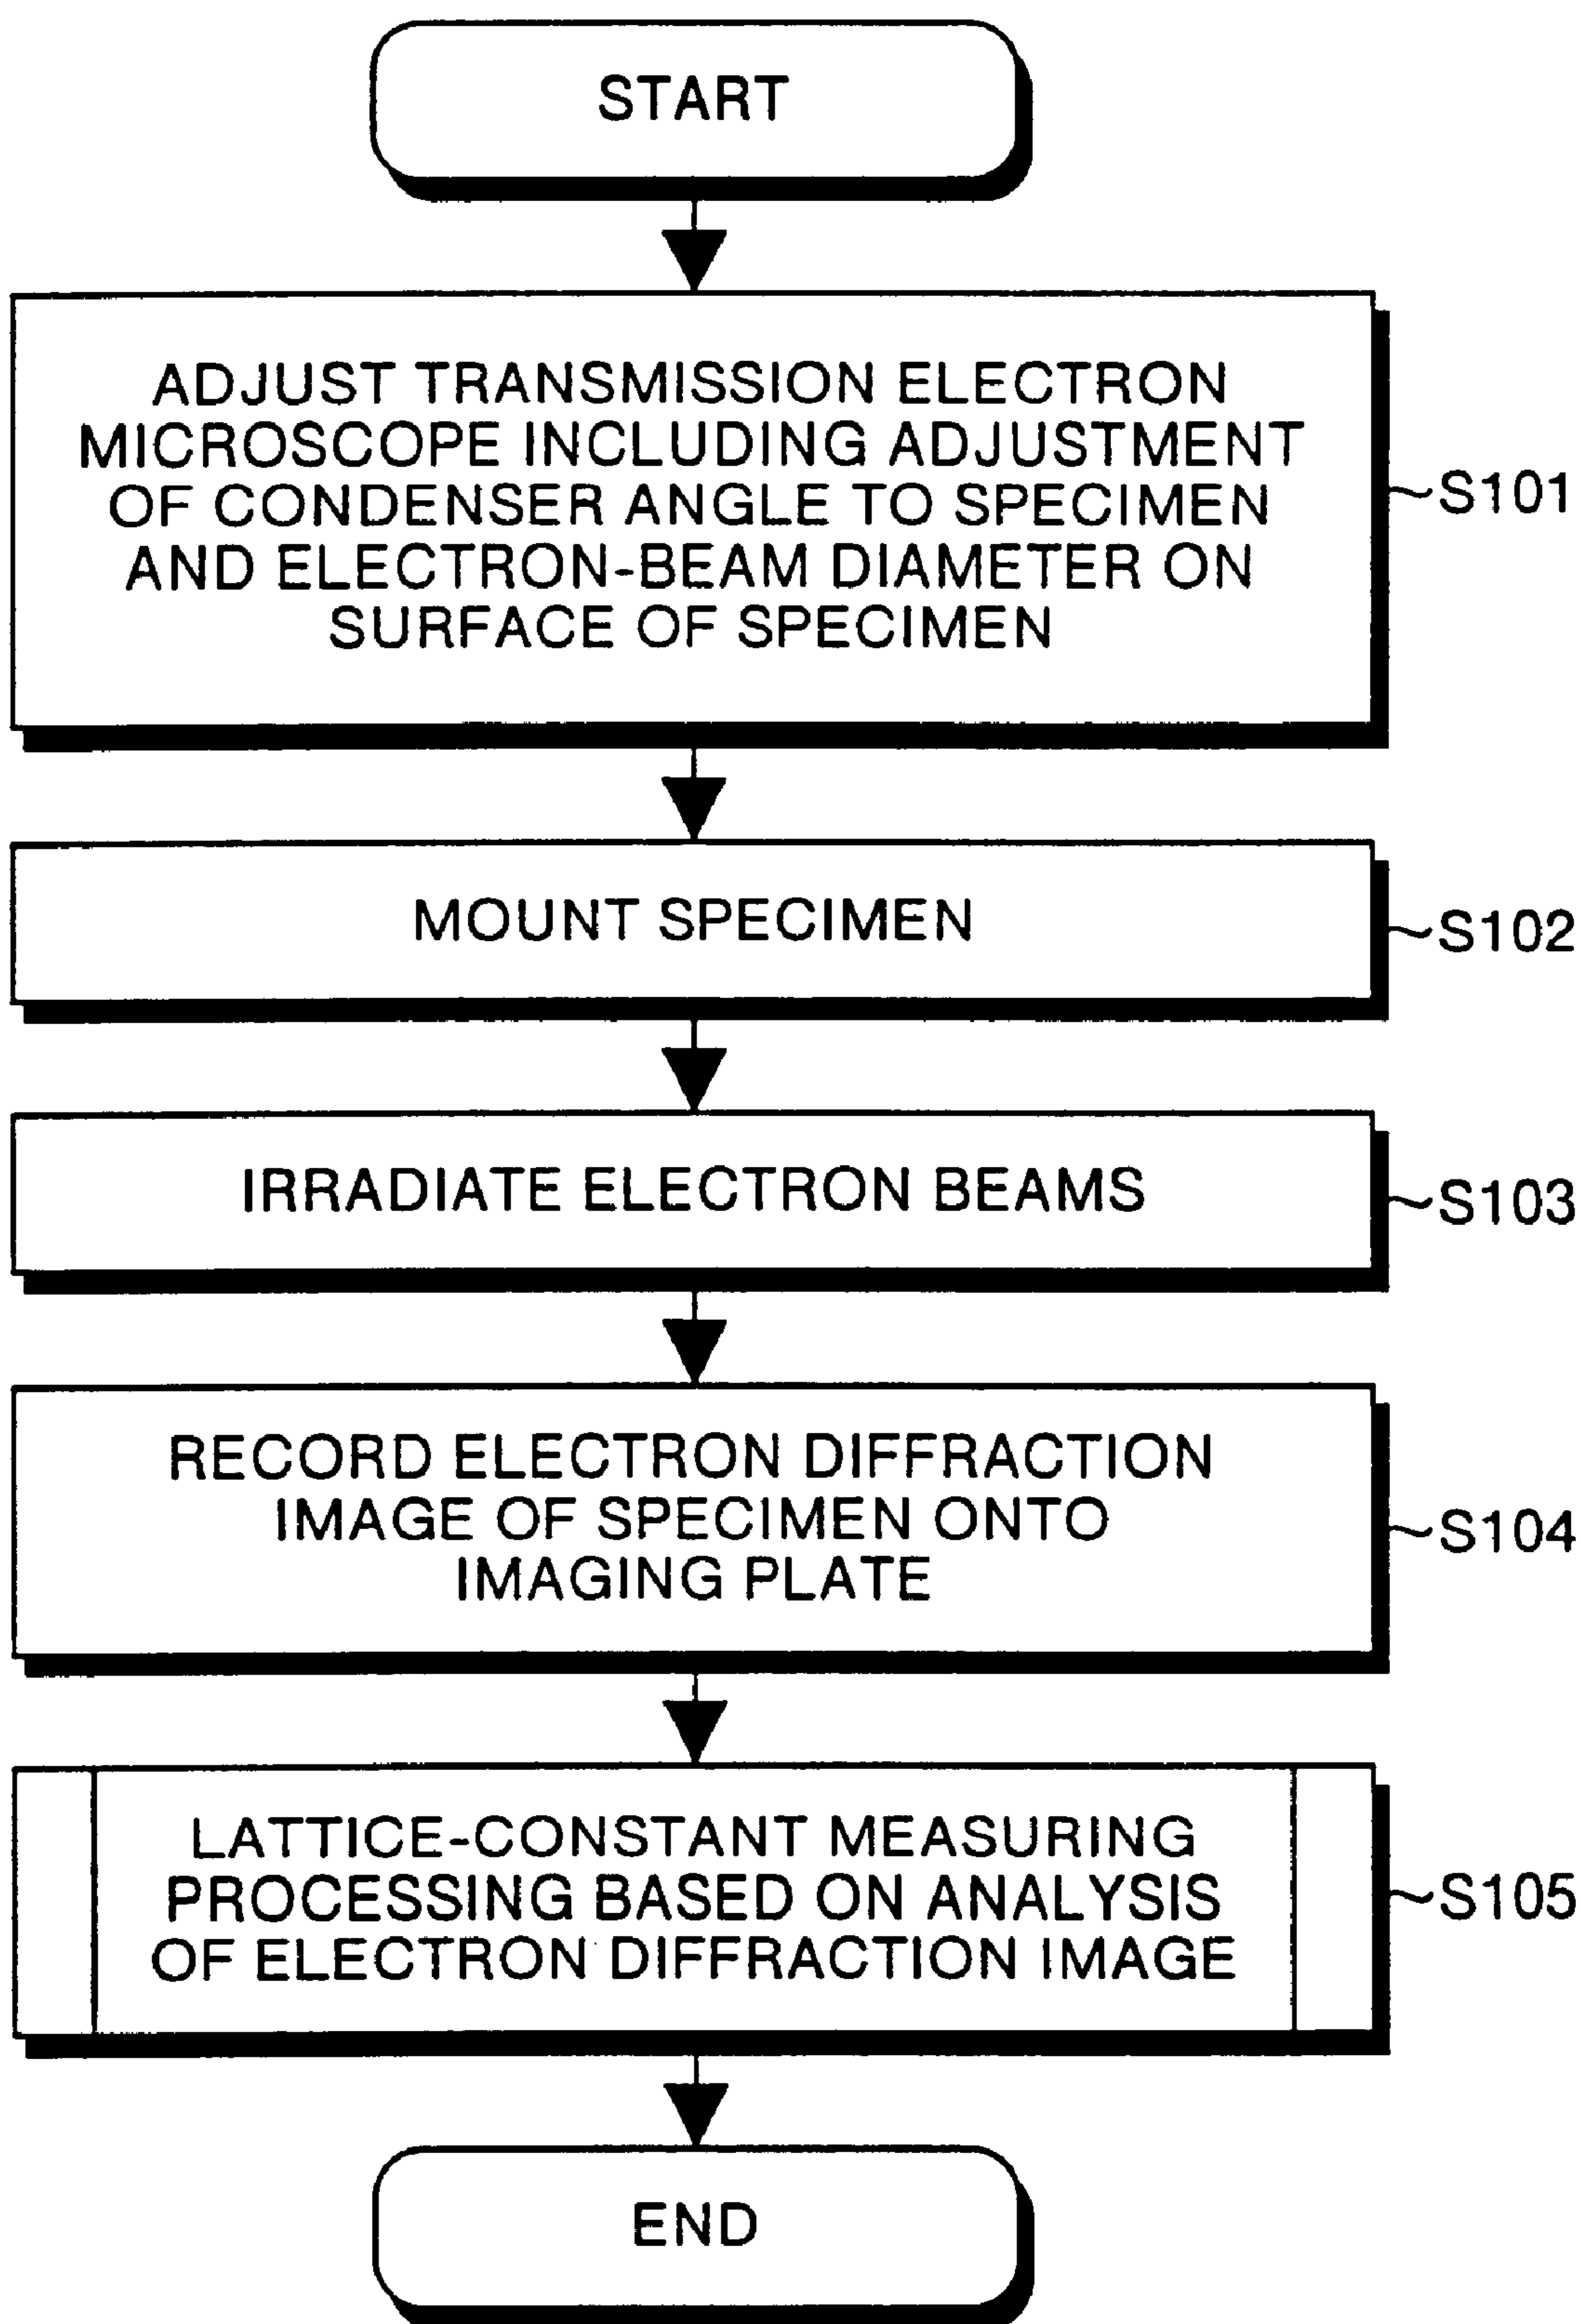 START
ADJUST TRANSMISSION ELECTRON
MICROSCOPE INCLUDING ADJUSTMENT
OF CONDENSER ANGLE TO SPECIMEN
AND ELECTRON-BEAM DIAMETER ON
SURFACE OF SPECIMEN
S101
MOUNT SPECIMEN
S102
IRRADIATE ELECTRON BEAMS
S103
RECORD ELECTRON DIFFRACTION
IMAGE OF SPECIMEN ONTO
IMAGING PLATE
S104
LATTICE-CONSTANT MEASURING
PROCESSING BASED ON ANALYSIS
OF ELECTRON DIFFRACTION IMAGE
S105
END